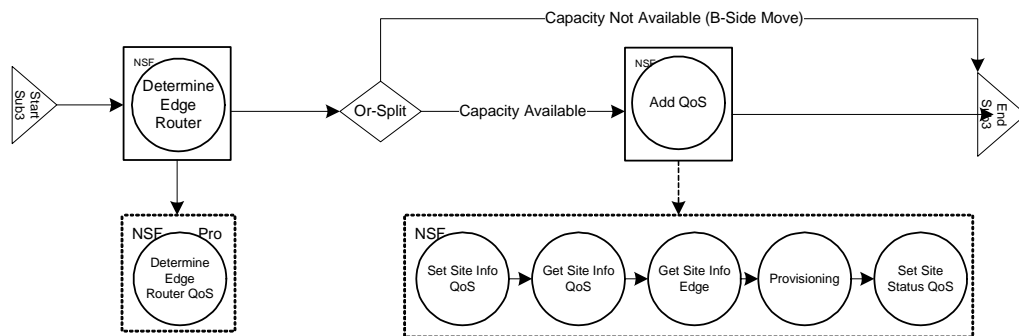 Capacity Not Available (B-Side Move)
Start
Sub3
NSF
Determine
Edge
Router
Or-Split
Capacity Available
NSF
Add QoS
End
Sub3
NSF Pro
Determine
Edge
Router QoS
NSF
Set Site Info
QoS
Get Site Info
QoS
Get Site Info
Edge
Provisioning
Set Site
Status QoS